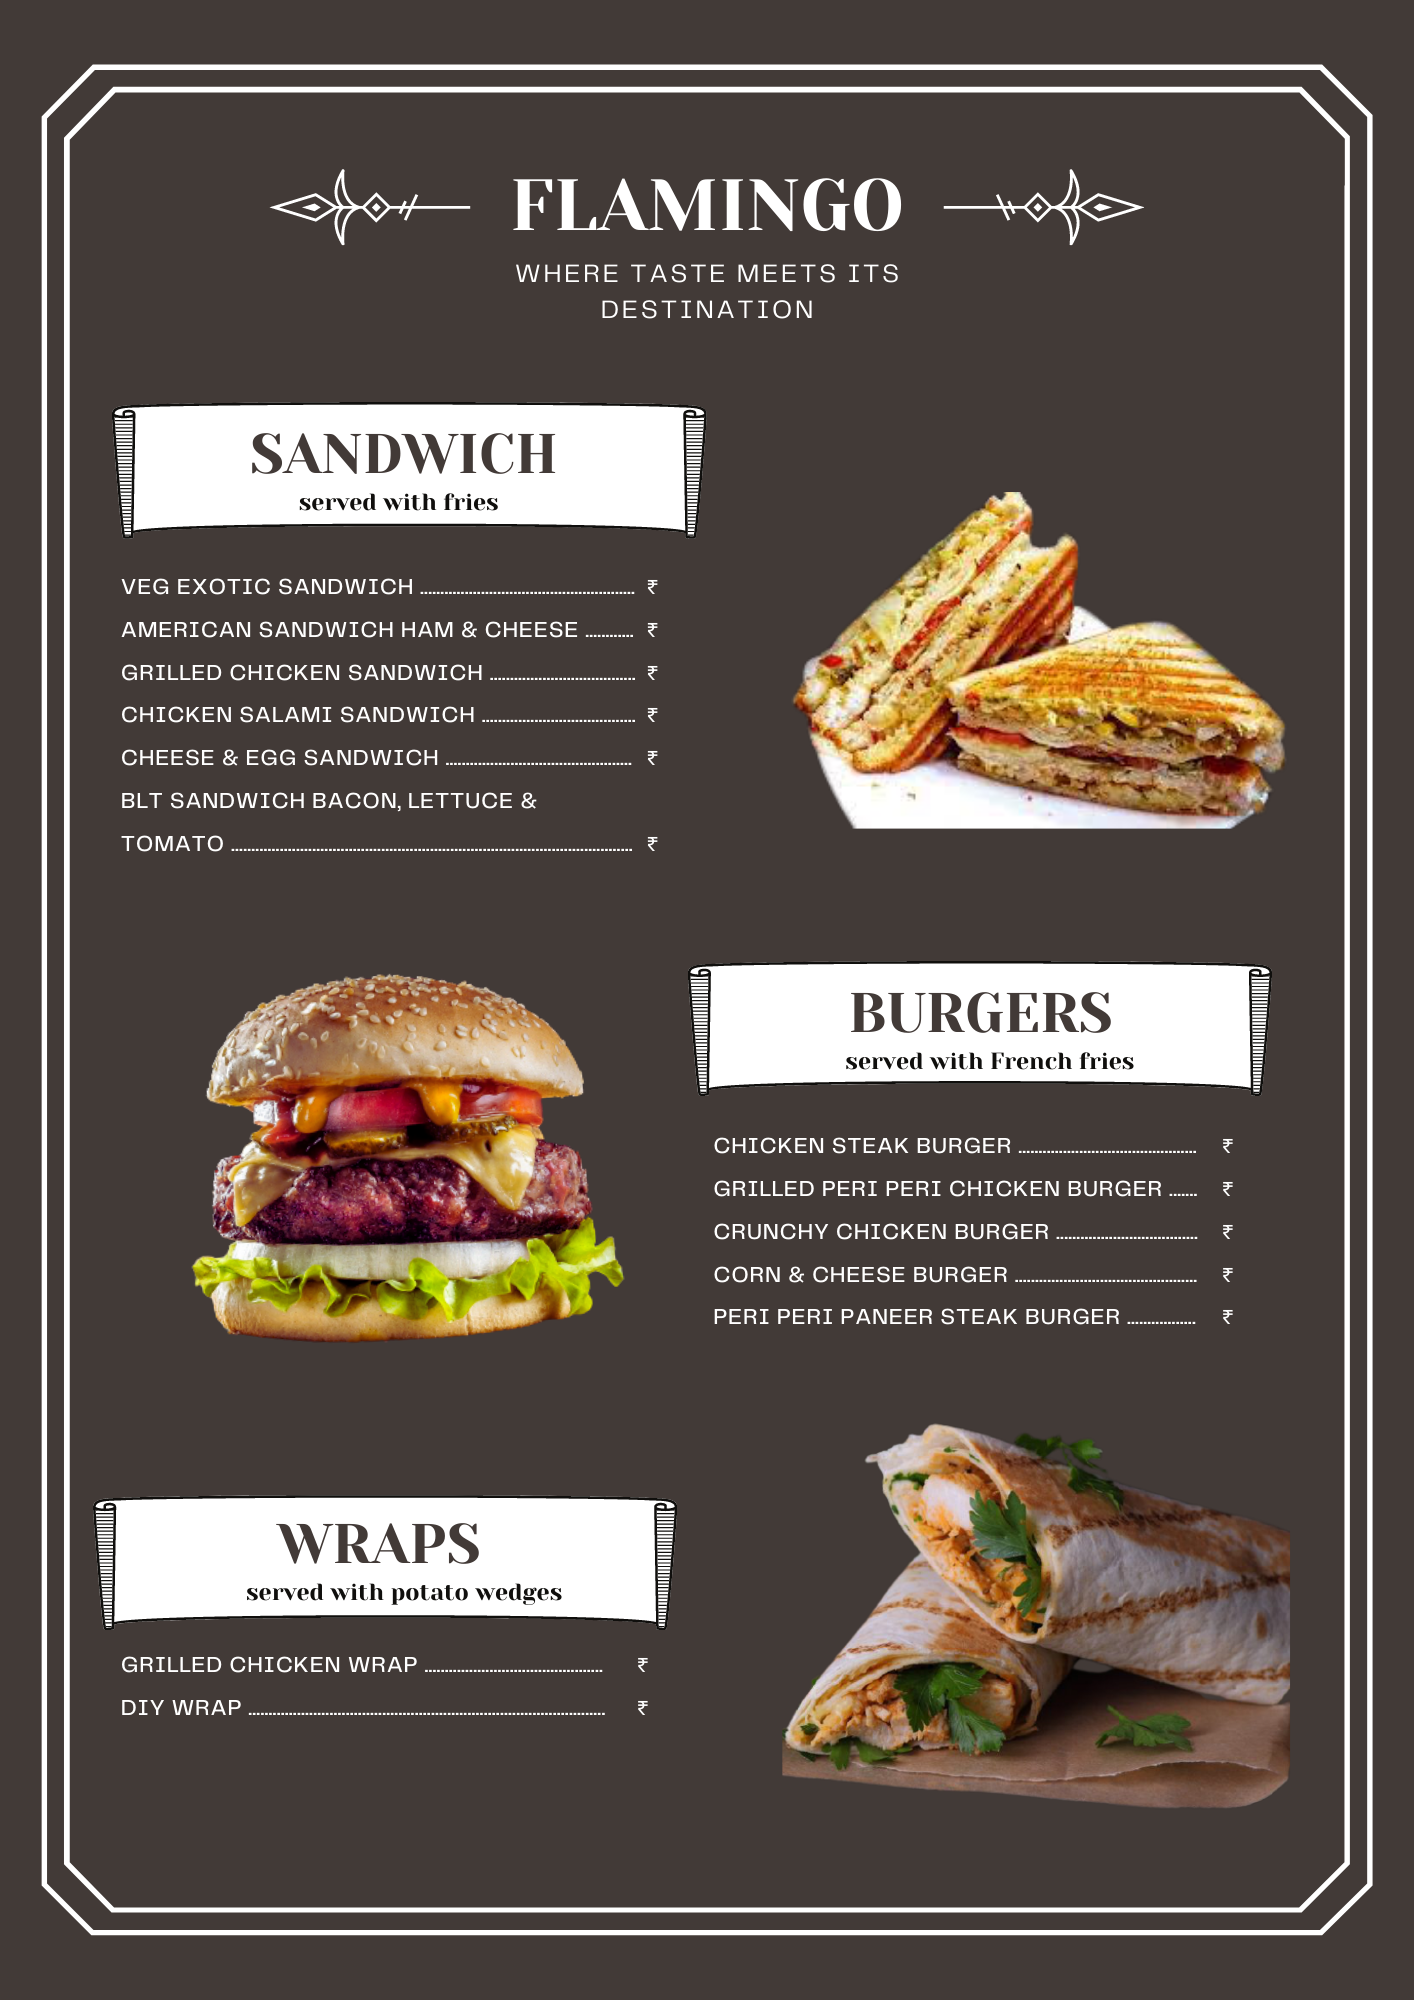 FLAMINGO
WHERE TASTE MEETS ITS
DESTINATION
SANDWICH
served with fries
VEG EXOTIC SANDWICH ........................................................ ₹
AMERICAN SANDWICH HAM & CHEESE ............ ₹
GRILLED CHICKEN SANDWICH ...................................... ₹
CHICKEN SALAMI SANDWICH ........................................ ₹
CHEESE & EGG SANDWICH ................................................ ₹
BLT SANDWICH BACON, LETTUCE &
TOMATO ........................................................................................................ ₹
BURGERS
served with French fries
CHICKEN STEAK BURGER .............................................. ₹
GRILLED PERI PERI CHICKEN BURGER ....... ₹
CRUNCHY CHICKEN BURGER .................................... ₹
CORN & CHEESE BURGER ............................................... ₹
PERI PERI PANEER STEAK BURGER ................. ₹
WRAPS
served with potato wedges
GRILLED CHICKEN WRAP .............................................. ₹
DIY WRAP ............................................................................................ ₹